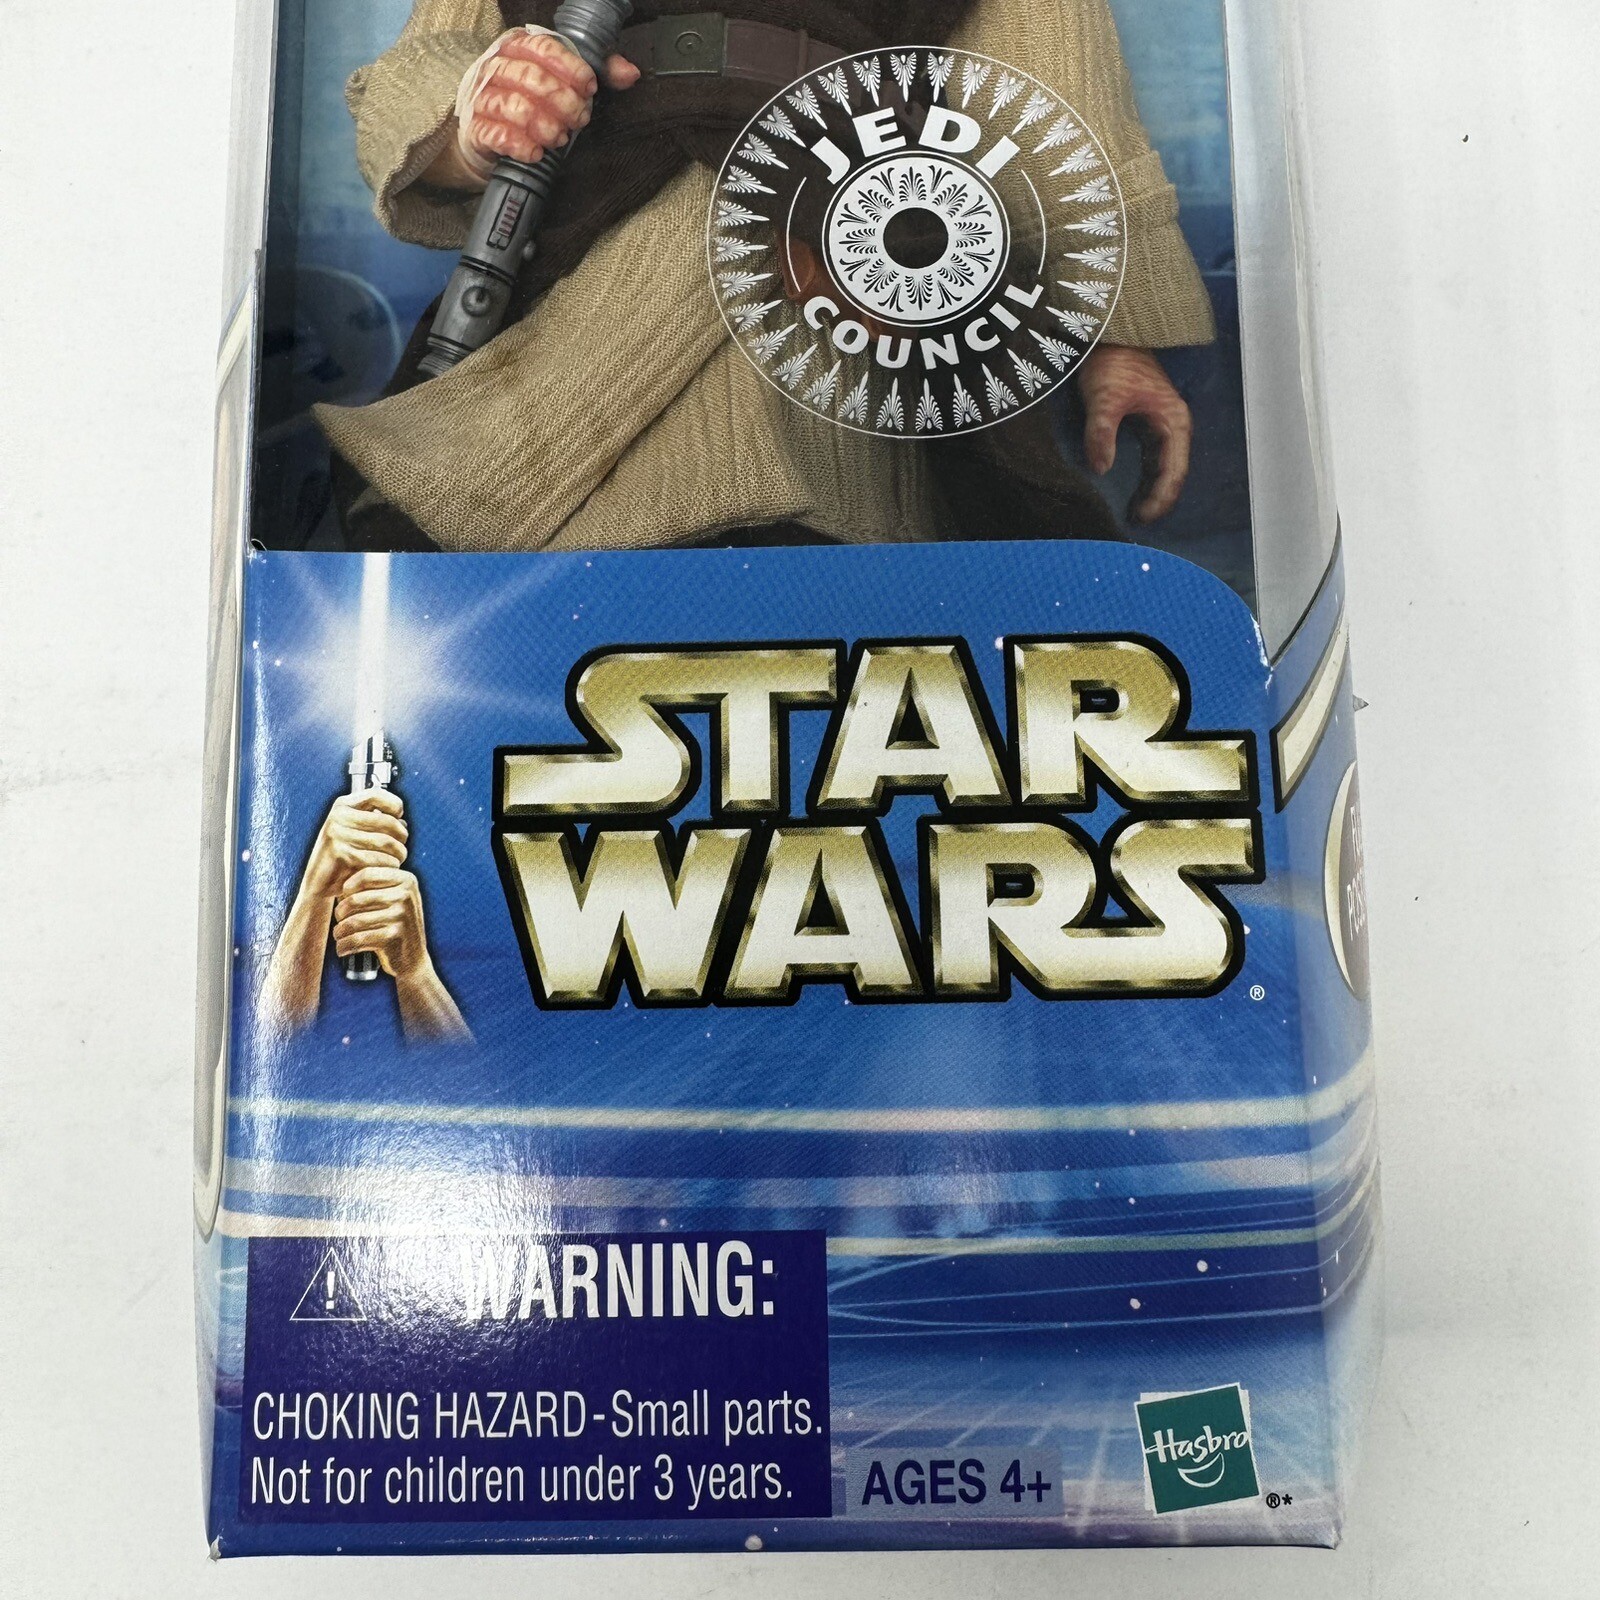 JEDI
COUNCIL
STAR
WARS
®
WARNING:
CHOKING HAZARD-Small parts.
Not for children under 3 years.
AGES 4+
Hasbro
®*